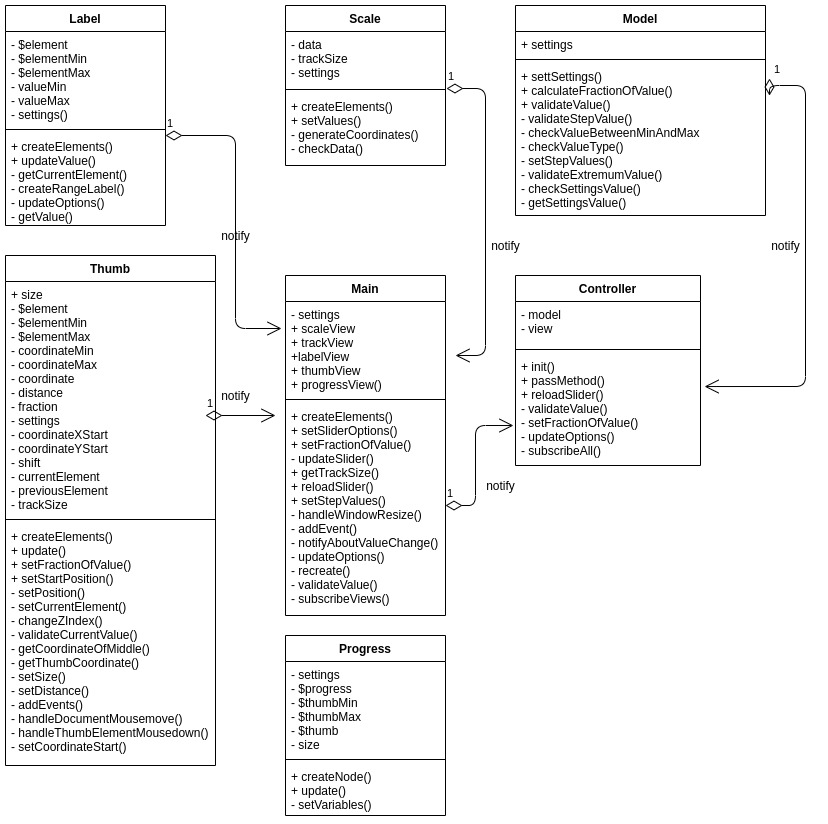 Label
- $element
- $elementMin
- $elementMax
- valueMin
- valueMax
- settings()
+ createElements()
+ updateValue()
- getCurrentElement()
- createRangeLabel()
- updateOptions()
- getValue()
1
notify
Scale
- data
- trackSize
- settings
+ createElements()
+ setValues()
- generateCoordinates()
- checkData()
1
notify
Model
+ settings
+ settSettings()
+ calculateFractionOfValue()
+ validateValue()
- validateStepValue()
- checkValueBetweenMinAndMax
- checkValueType()
- setStepValues()
- validateExtremumValue()
- checkSettingsValue()
- getSettingsValue()
1
notify
Thumb
+ size
- $element
- $elementMin
- $elementMax
- coordinateMin
- coordinateMax
- coordinate
- distance
- fraction
- settings
- coordinateXStart
- coordinateYStart
- shift
- currentElement
- previousElement
- trackSize
+ createElements()
+ update()
+ setFractionOfValue()
+ setStartPosition()
- setPosition()
- setCurrentElement()
- changeZIndex()
- validateCurrentValue()
- getCoordinateOfMiddle()
- getThumbCoordinate()
- setSize()
- setDistance()
- addEvents()
- handleDocumentMousemove()
- handleThumbElementMousedown()
- setCoordinateStart()
1
notify
Main
- settings
+ scaleView
+ trackView
+labelView
+ thumbView
+ progressView()
+ createElements()
+ setSliderOptions()
+ setFractionOfValue()
- updateSlider()
+ getTrackSize()
+ reloadSlider()
+ setStepValues()
- handleWindowResize()
- addEvent()
- notifyAboutValueChange()
- updateOptions()
- recreate()
- validateValue()
- subscribeViews()
1
notify
Controller
- model
- view
+ init()
+ passMethod()
+ reloadSlider()
- validateValue()
- setFractionOfValue()
- updateOptions()
- subscribeAll()
Progress
- settings
- $progress
- $thumbMin
- $thumbMax
- $thumb
- size
+ createNode()
+ update()
- setVariables()